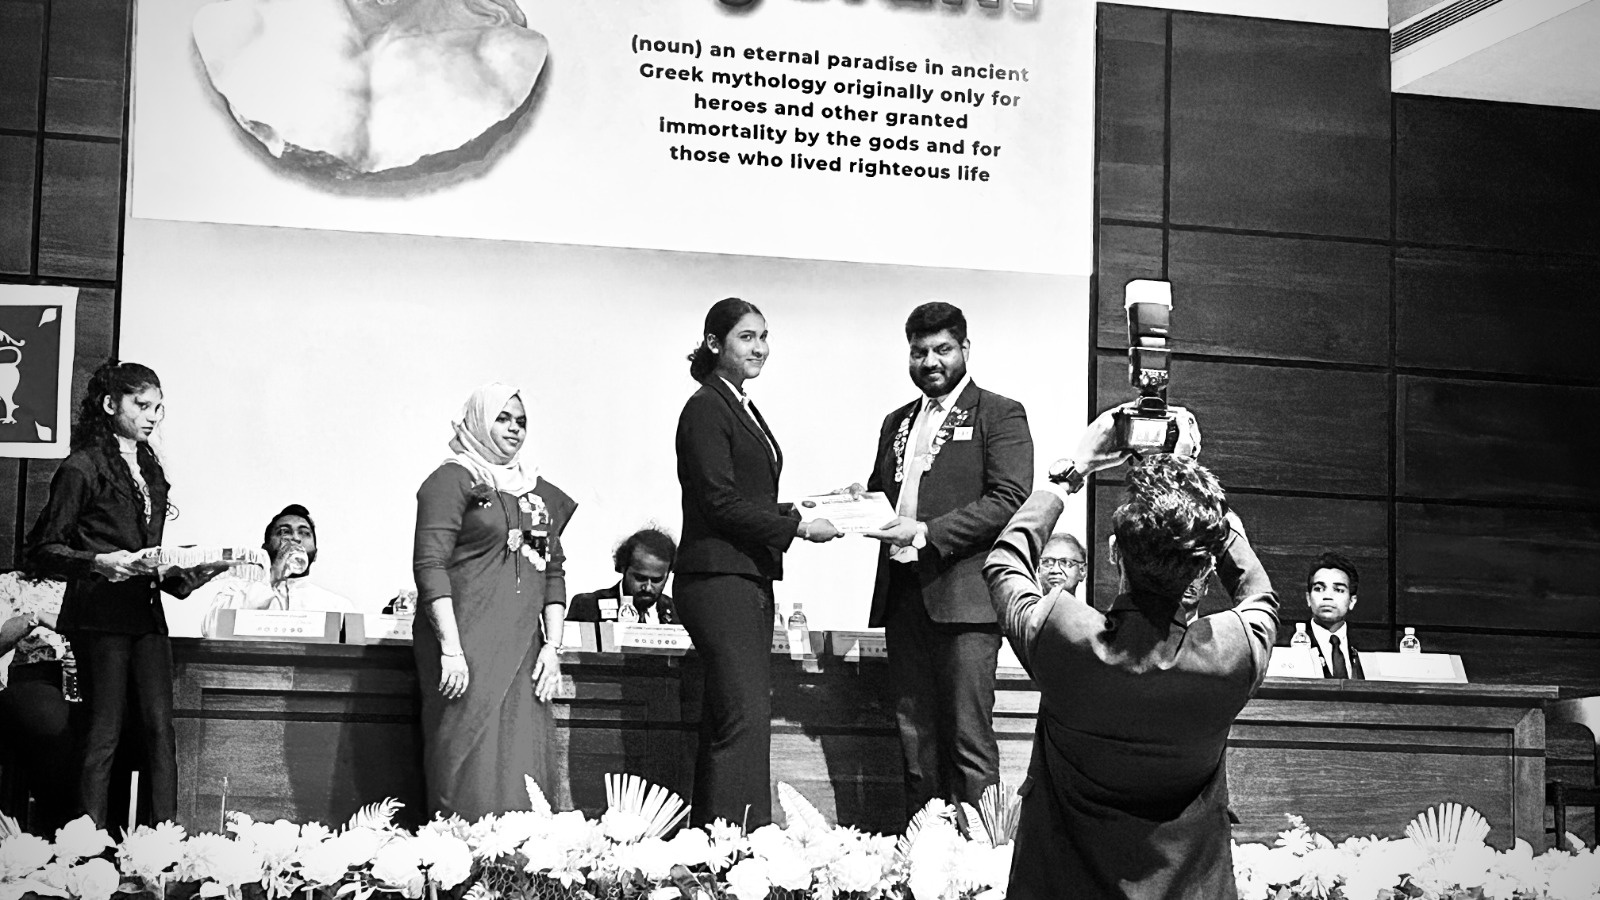 (noun) an eternal paradise in ancient
Greek mythology originally only for
heroes and other granted
immortality by the gods and for
those who lived righteous life